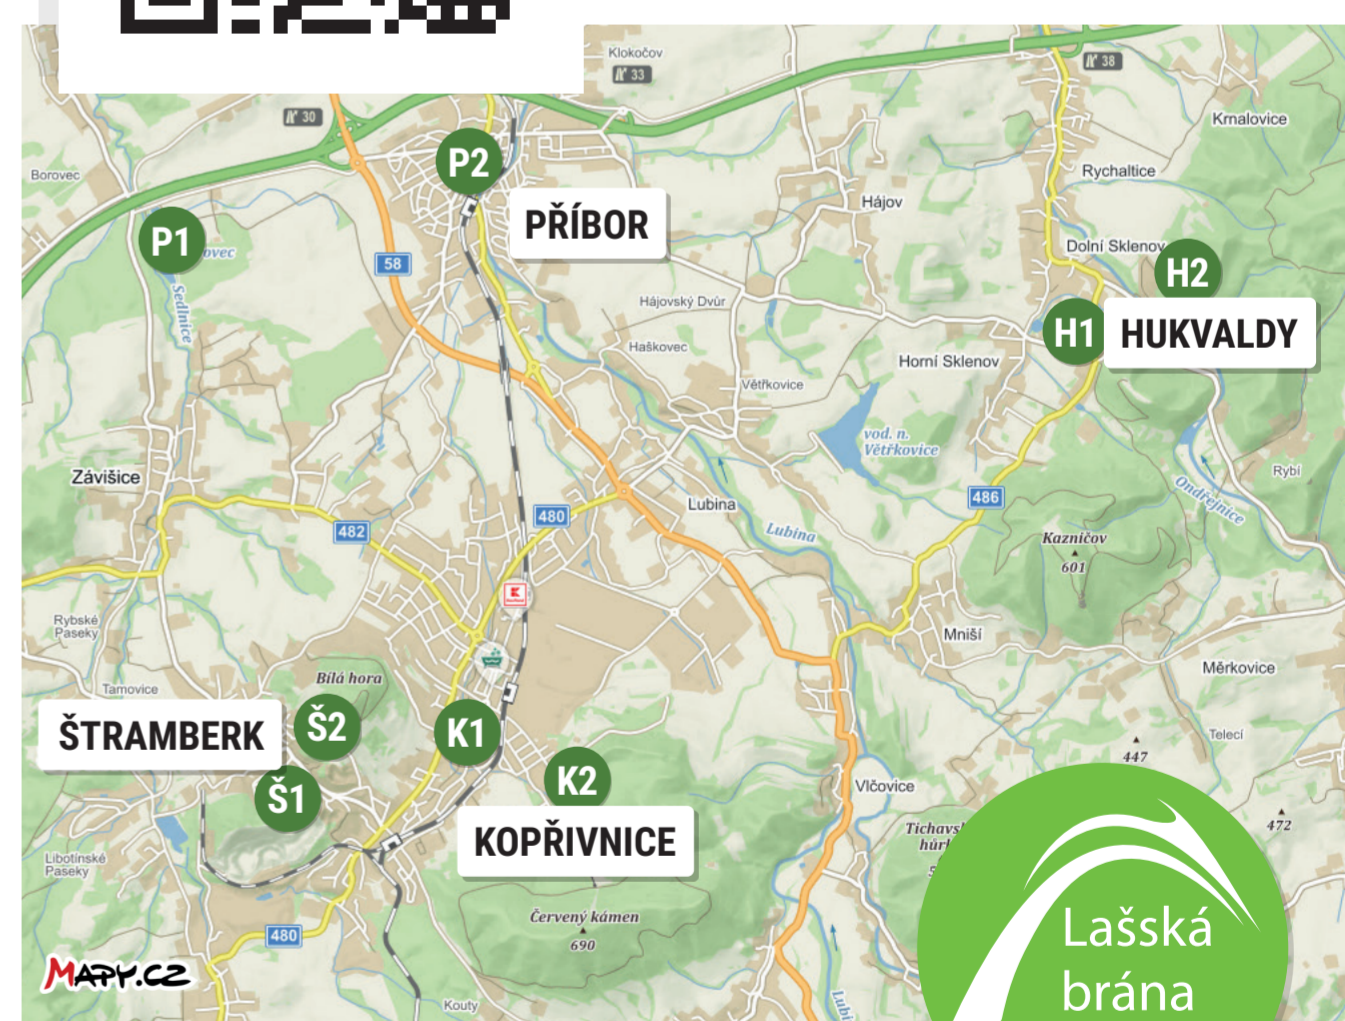 Klokočov
33
38
30
Krnalovice
P2
Borovec
Rychaltice
Hájov
PŘÍBOR
P1
Dolní Sklenov
58
H2
Sedlnice
Hájovský Dvůr
H1
HUKVALDY
Haškovec
Horní Sklenov
Větřkovice
vod. n.
Větřkovice
Závišice
Rybí
486
Ondřejnice
Lubina
480
482
Lubina
Kazničov
601
K
Rybské
Paseky
Mniší
Měrkovice
Bílá hora
Tamovice
ŠTRAMBERK
Š2
K1
Telecí
447
K2
Š1
Vlčovice
472
KOPŘIVNICE
Libotínské
Paseky
Červený kámen
690
480
Lašská
brána
MAPY.CZ
Kouty